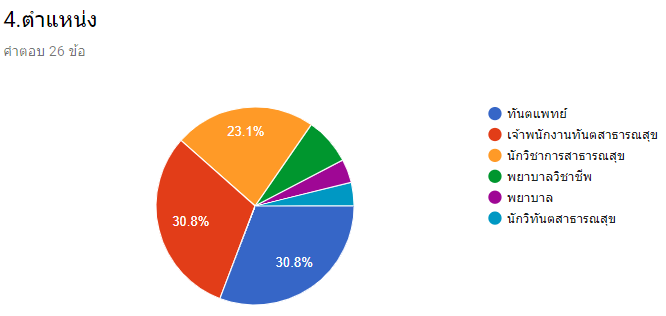 4.ตำแหน่ง
คำตอบ 26 ข้อ
23.1%
30.8%
30.8%
ทันตแพทย์
เจ้าพนักงานทันตสาธารณสุข
นักวิชาการสาธารณสุข
พยาบาลวิชาชีพ
พยาบาล
นักวิทันตสาธารณสุข